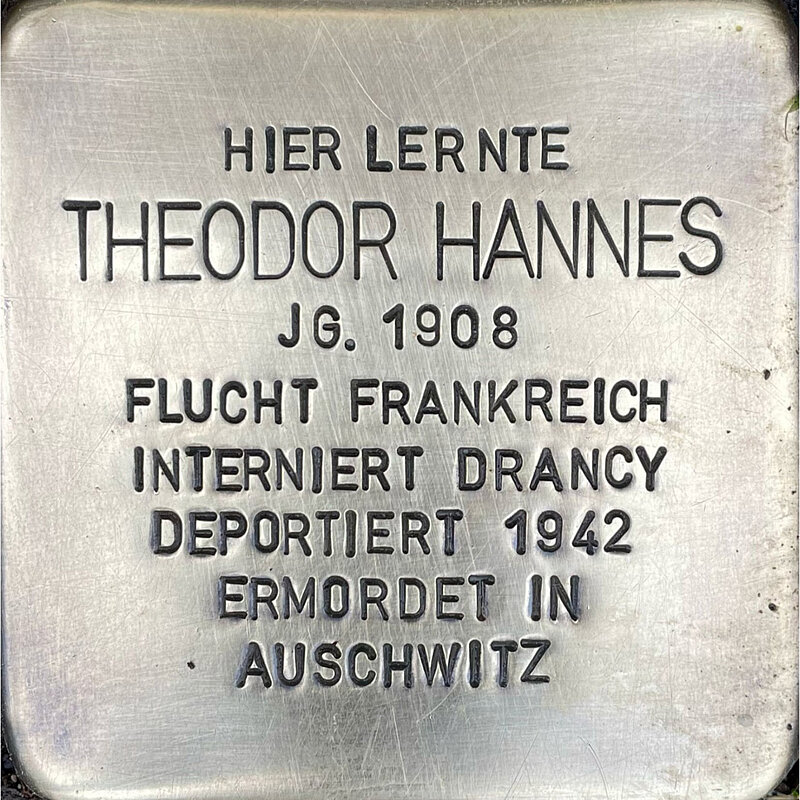 HIER LERNTE
THEODOR HANNES
JG. 1908
FLUCHT FRANKREICH
INTERNIERT DRANCY
DEPORTIERT 1942
ERMORDET IN
AUSCHWITZ